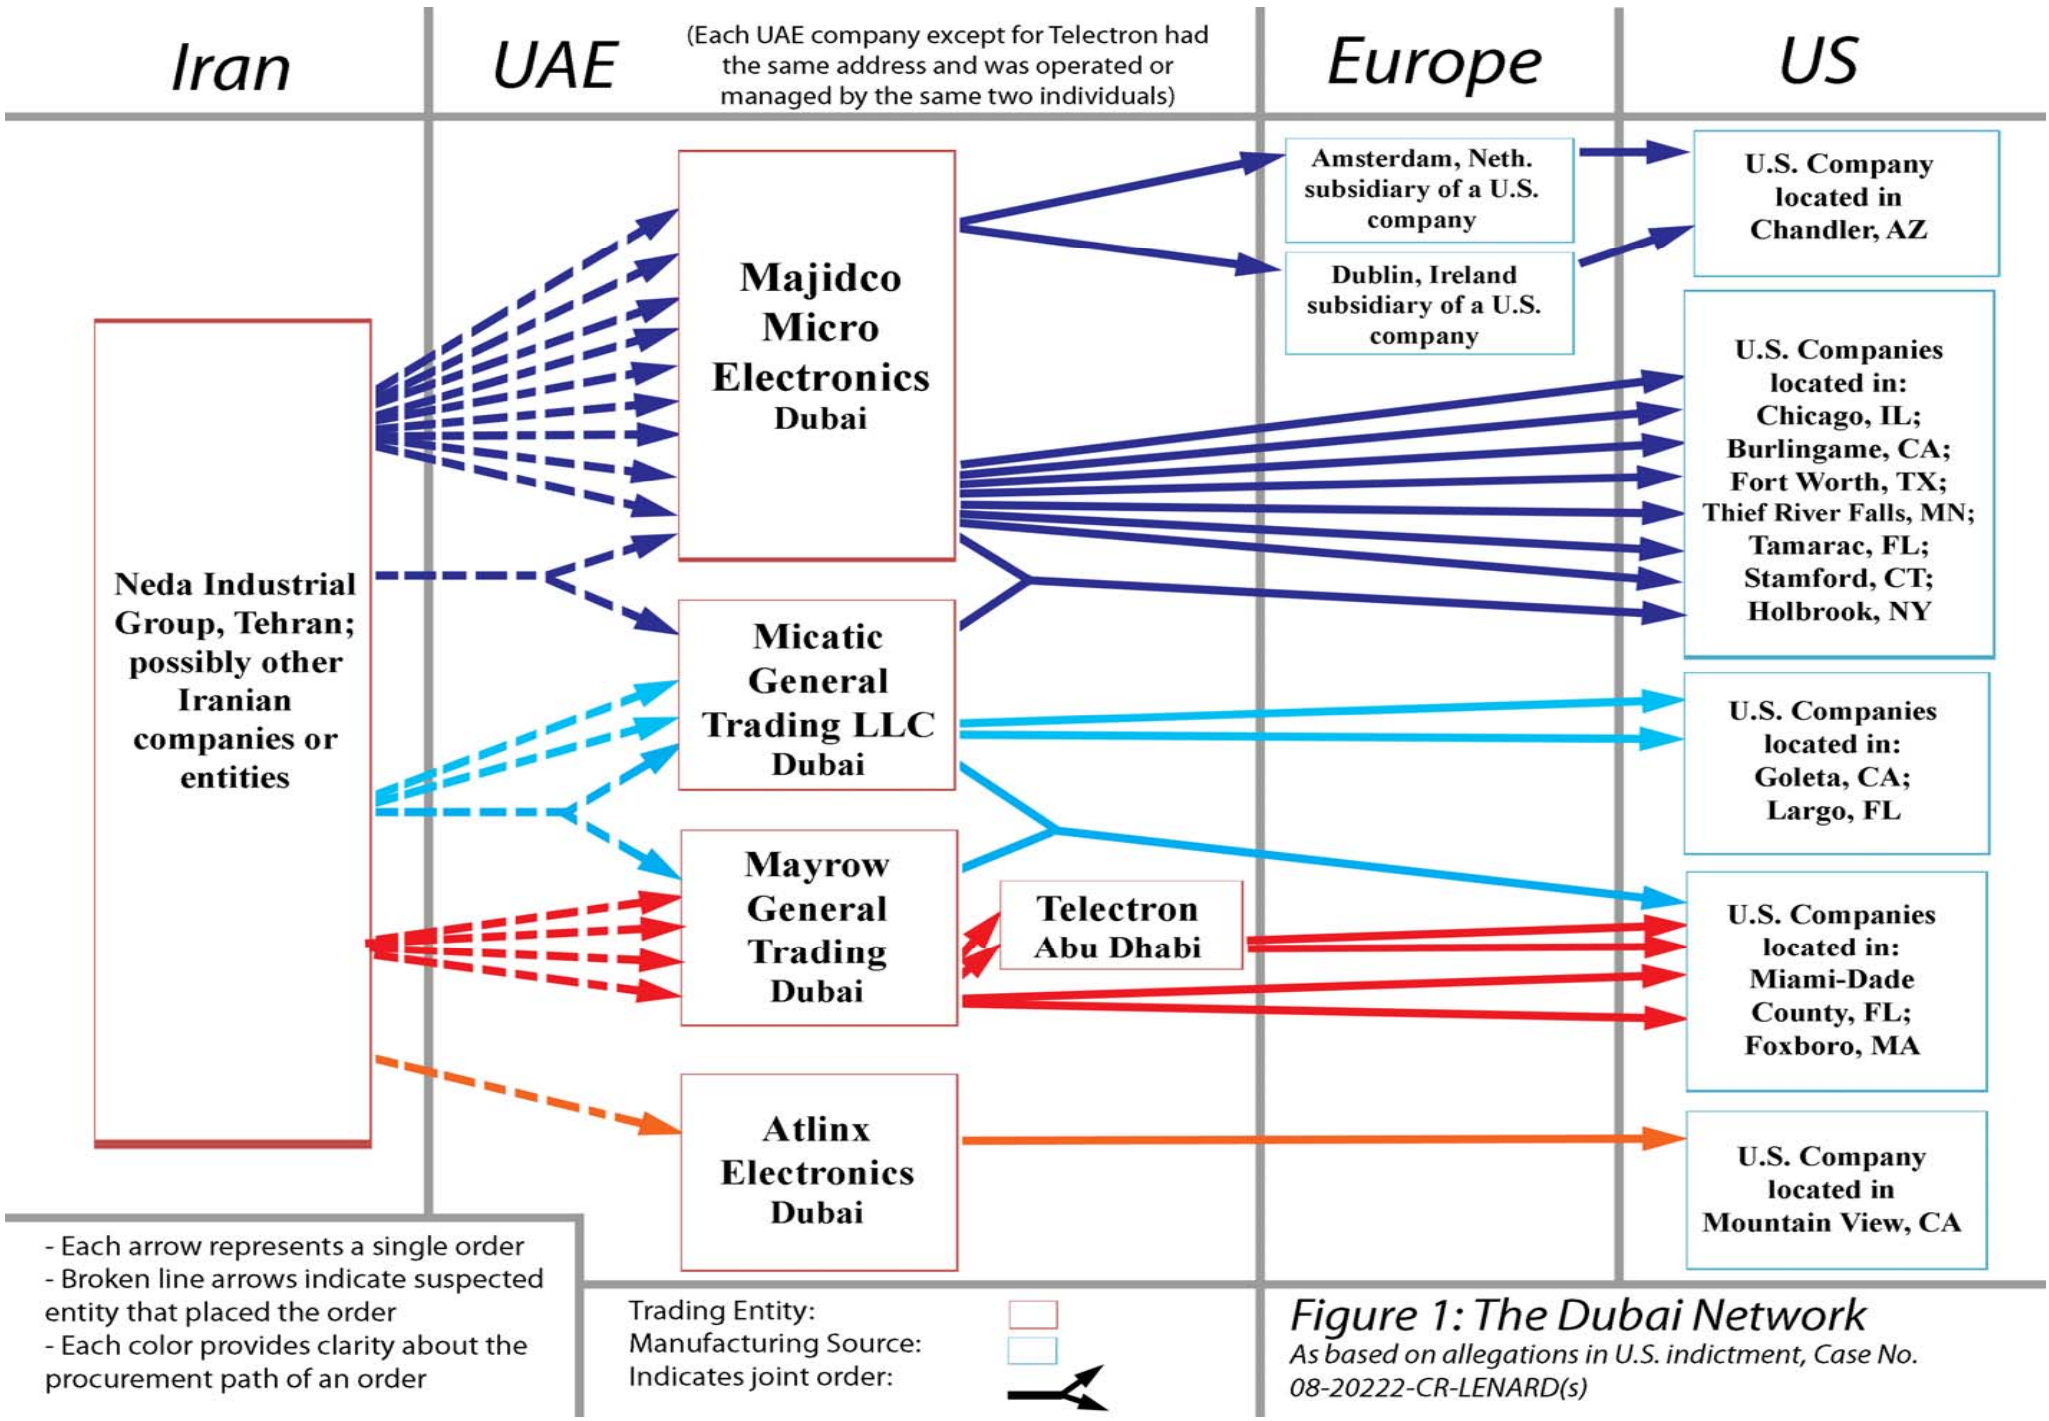 Iran
UAE
(Each UAE company except for Telectron had
the same address and was operated or
managed by the same two individuals)
Europe
US
Neda Industrial
Group, Tehran;
possibly other
Iranian
companies or
entities
Majidco
Micro
Electronics
Dubai
Micatic
General
Trading LLC
Dubai
Mayrow
General
Trading
Dubai
Telectron
Abu Dhabi
Atlinx
Electronics
Dubai
Amsterdam, Neth.
subsidiary of a U.S.
company
Dublin, Ireland
subsidiary of a U.S.
company
U.S. Company
located in
Chandler, AZ
U.S. Companies
located in:
Chicago, IL;
Burlingame, CA;
Fort Worth, TX;
Thief River Falls, MN;
Tamarac, FL;
Stamford, CT;
Holbrook, NY
U.S. Companies
located in:
Goleta, CA;
Largo, FL
U.S. Companies
located in:
Miami-Dade
County, FL;
Foxboro, MA
U.S. Company
located in
Mountain View, CA
- Each arrow represents a single order
- Broken line arrows indicate suspected
entity that placed the order
- Each color provides clarity about the
procurement path of an order
Trading Entity:
Manufacturing Source:
Indicates joint order:
Figure 1: The Dubai Network
As based on allegations in U.S. indictment, Case No.
08-20222-CR-LENARD(s)